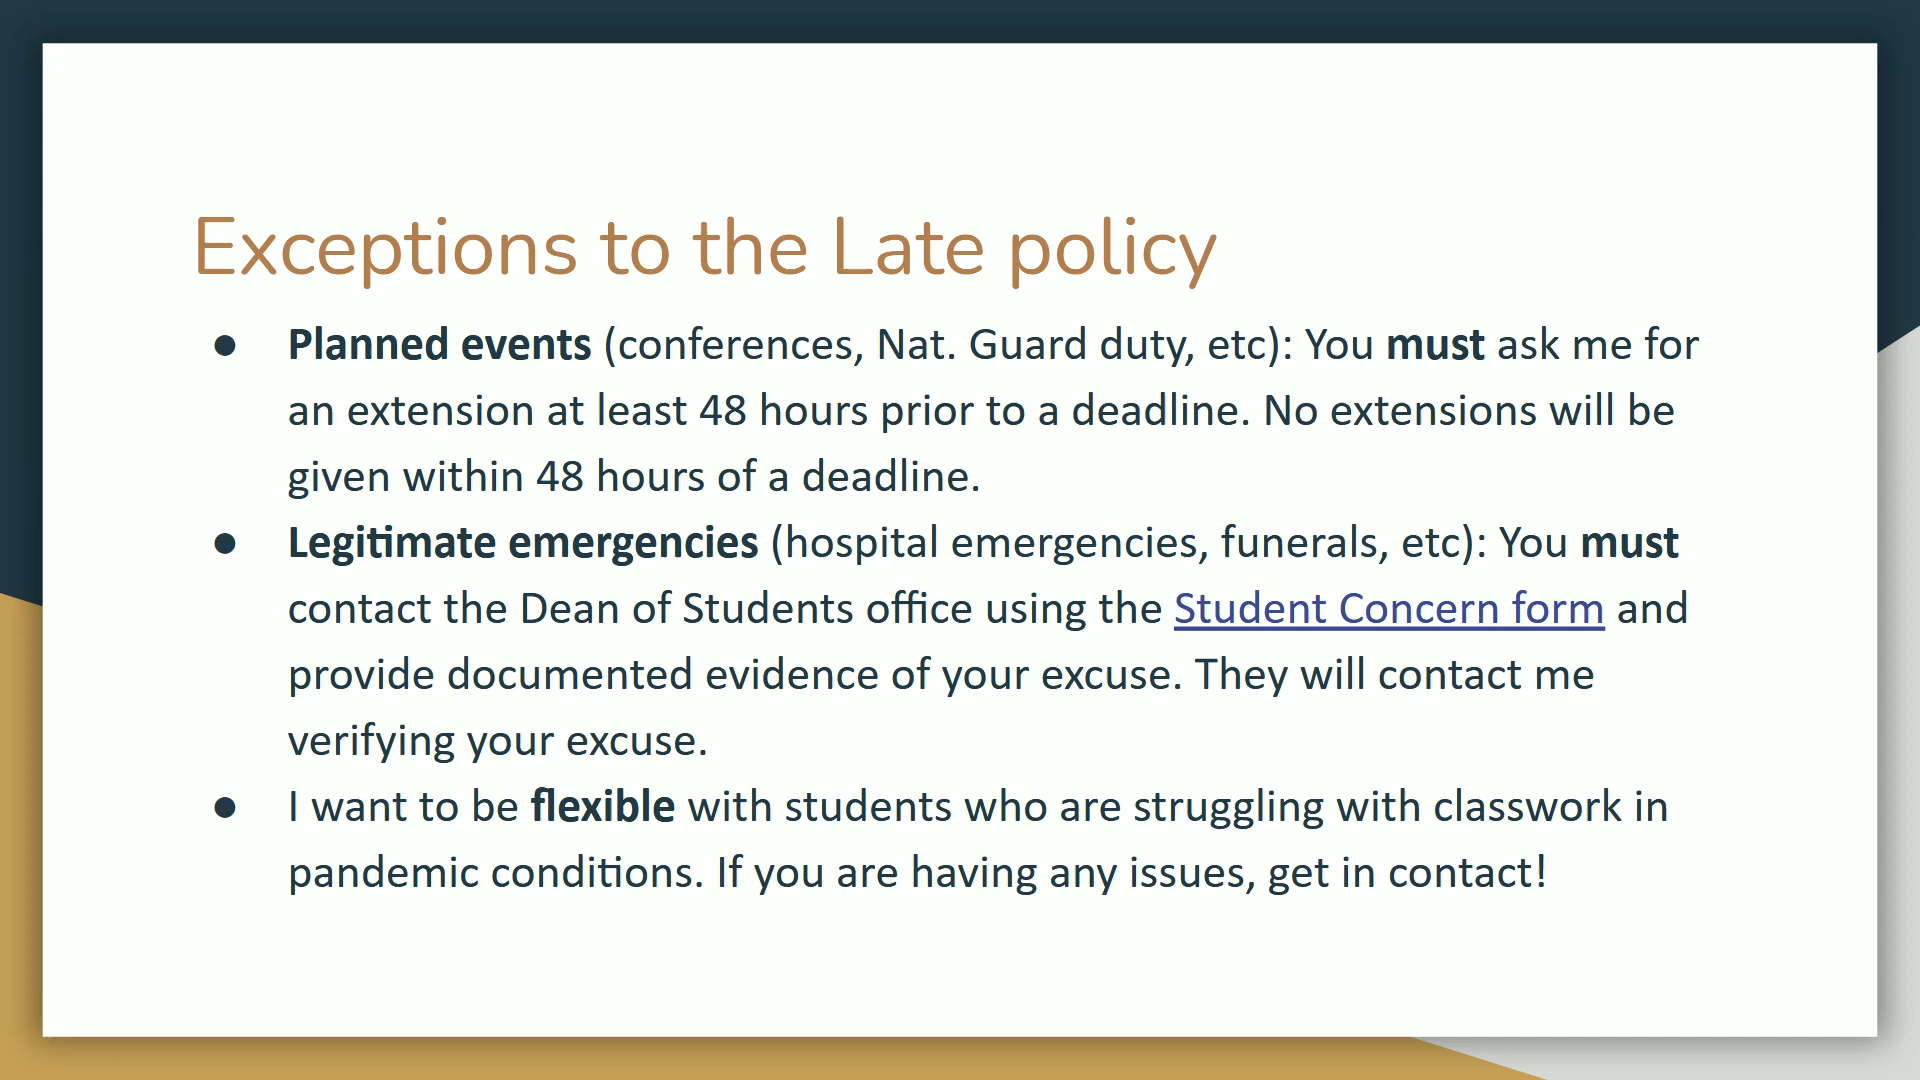 Exceptions to the Late policy
● Planned events (conferences, Nat. Guard duty, etc): You must ask me for
an extension at least 48 hours prior to a deadline. No extensions will be
given within 48 hours of a deadline.
● Legitimate emergencies (hospital emergencies, funerals, etc): You must
contact the Dean of Students office using the Student Concern form and
provide documented evidence of your excuse. They will contact me
verifying your excuse.
● I want to be flexible with students who are struggling with classwork in
pandemic conditions. If you are having any issues, get in contact!